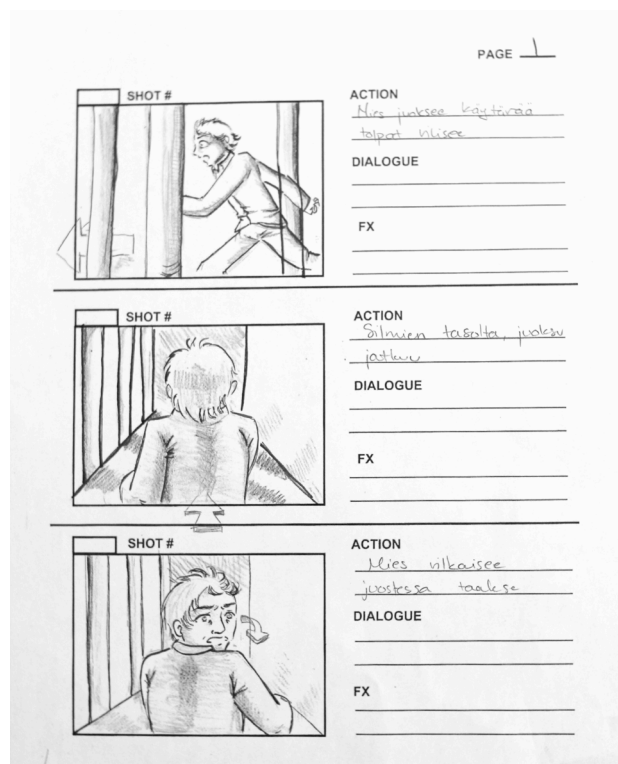 PAGE 1
SHOT #
ACTION
Mies juoksee käytävää
tolpat vilisee
DIALOGUE
FX
SHOT #
ACTION
Silmien tasolta, juoksu
jatkuu
DIALOGUE
FX
SHOT #
ACTION
Mies vilkaisee
juostessa taakse
DIALOGUE
FX